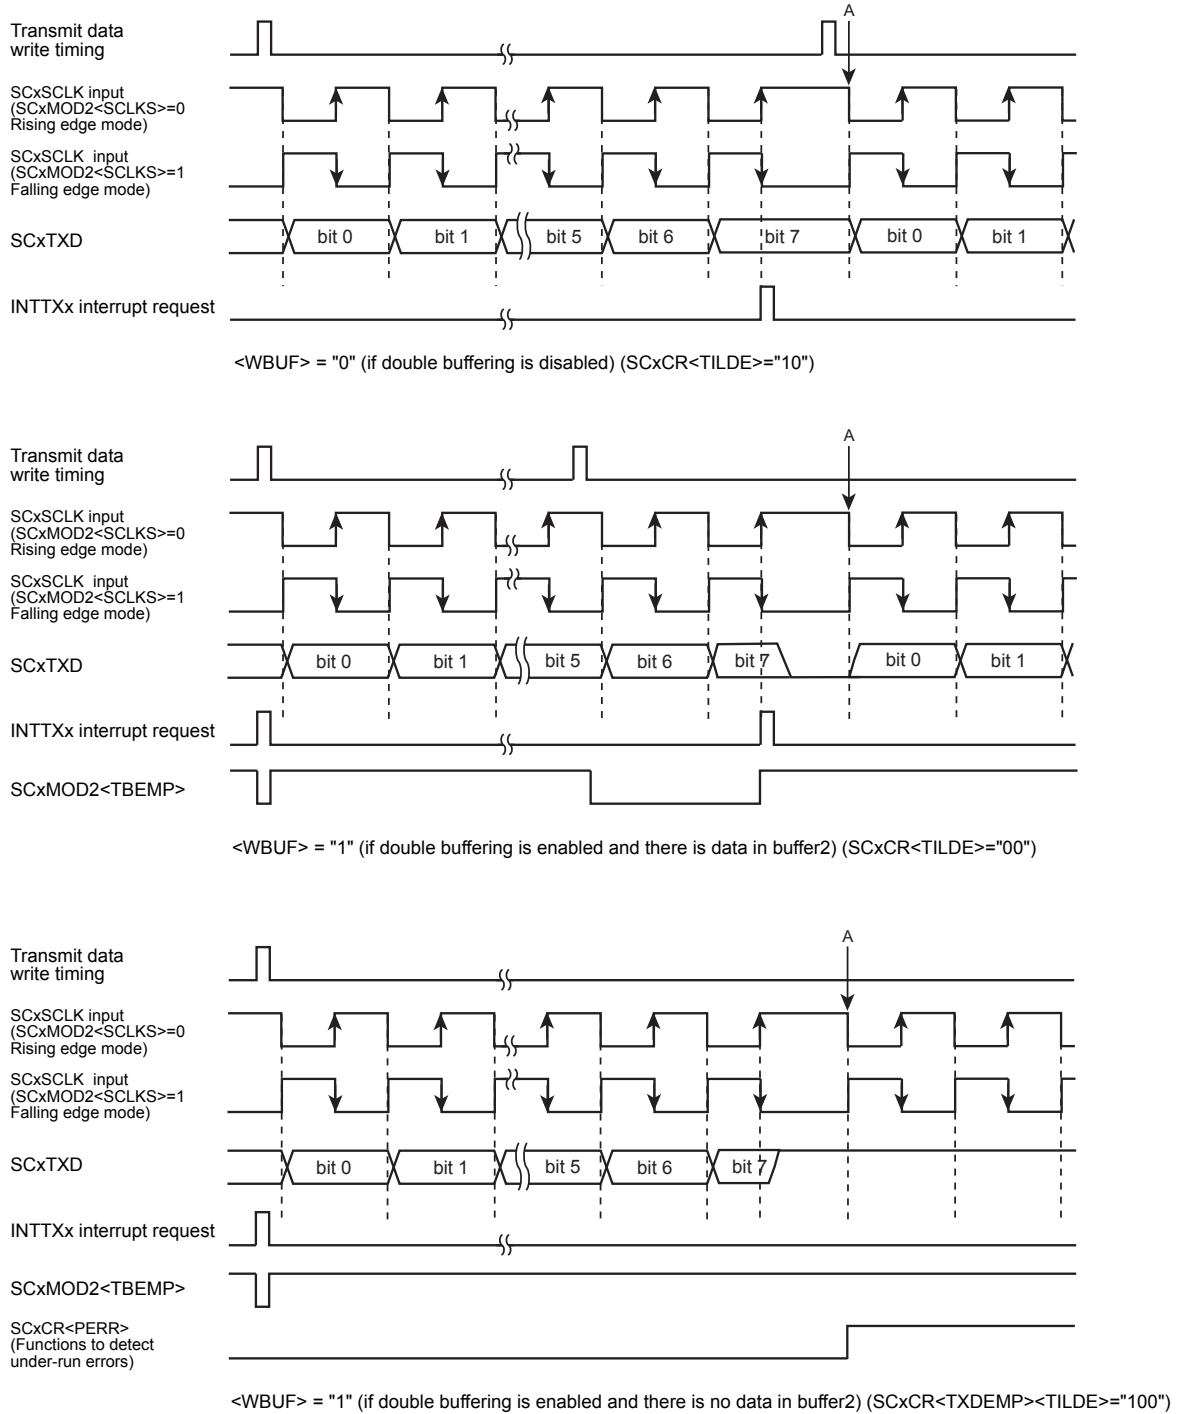 A
Transmit data
write timing
SCxSCLK input
(SCxMOD2<SCLKS>=0
Rising edge mode)
SCxSCLK input
(SCxMOD2<SCLKS>=1
Falling edge mode)
SCxTXD
bit 0 bit 1 bit 5 bit 6 bit 7 bit 0 bit 1
INTTXx interrupt request
<WBUF> = "0" (if double buffering is disabled) (SCxCR<TILDE>="10")
A
Transmit data
write timing
SCxSCLK input
(SCxMOD2<SCLKS>=0
Rising edge mode)
SCxSCLK input
(SCxMOD2<SCLKS>=1
Falling edge mode)
SCxTXD
bit 0 bit 1 bit 5 bit 6 bit 7 bit 0 bit 1
INTTXx interrupt request
SCxMOD2<TBEMP>
<WBUF> = "1" (if double buffering is enabled and there is data in buffer2) (SCxCR<TILDE>="00")
A
Transmit data
write timing
SCxSCLK input
(SCxMOD2<SCLKS>=0
Rising edge mode)
SCxSCLK input
(SCxMOD2<SCLKS>=1
Falling edge mode)
SCxTXD
bit 0 bit 1 bit 5 bit 6 bit 7
INTTXx interrupt request
SCxMOD2<TBEMP>
SCxCR<PERR>
(Functions to detect
under-run errors)
<WBUF> = "1" (if double buffering is enabled and there is no data in buffer2) (SCxCR<TXDEMP><TILDE>="100")